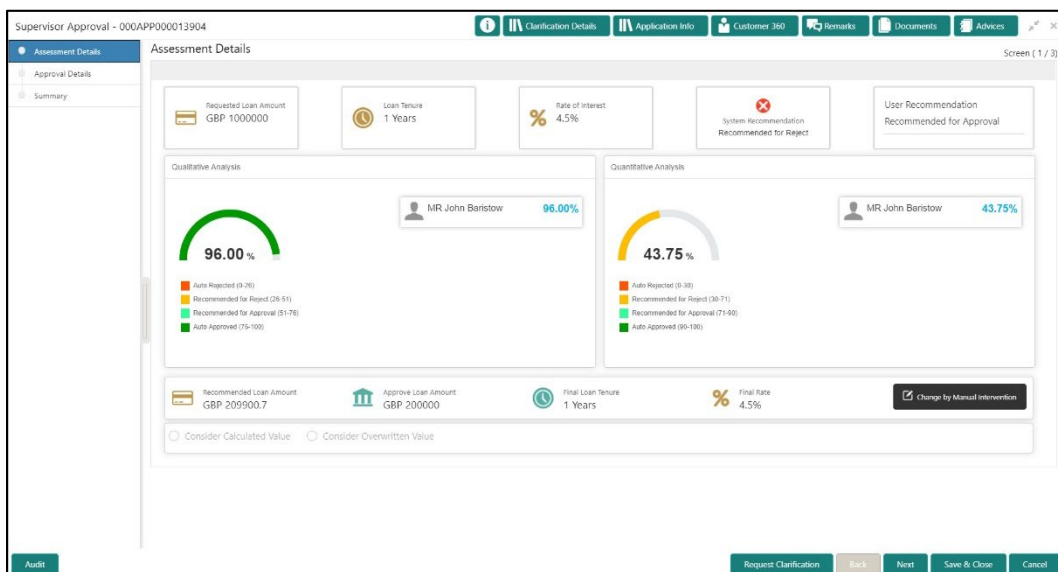 Supervisor Approval - 000APP000013904
Clarification Details
Application Info
Customer 360
Remarks
Documents
Advices
Assessment Details
Approval Details
Summary
Assessment Details
Screen ( 1 / 3)
Requested Loan Amount
GBP 1000000
Loan Tenure
1 Years
Rate of Interest
4.5%
System Recommendation
Recommended for Reject
User Recommendation
Recommended for Approval
Qualitative Analysis
MR John Baristow 96.00%
96.00 %
Auto Rejected (0-26)
Recommended for Reject (26-51)
Recommended for Approval (51-76)
Auto Approved (76-100)
Quantitative Analysis
MR John Baristow 43.75%
43.75 %
Auto Rejected (0-30)
Recommended for Reject (30-71)
Recommended for Approval (71-90)
Auto Approved (90-100)
Recommended Loan Amount
GBP 209900.7
Approve Loan Amount
GBP 200000
Final Loan Tenure
1 Years
Final Rate
4.5%
Change by Manual Intervention
Consider Calculated Value
Consider Overwritten Value
Audit
Request Clarification
Back
Next
Save & Close
Cancel